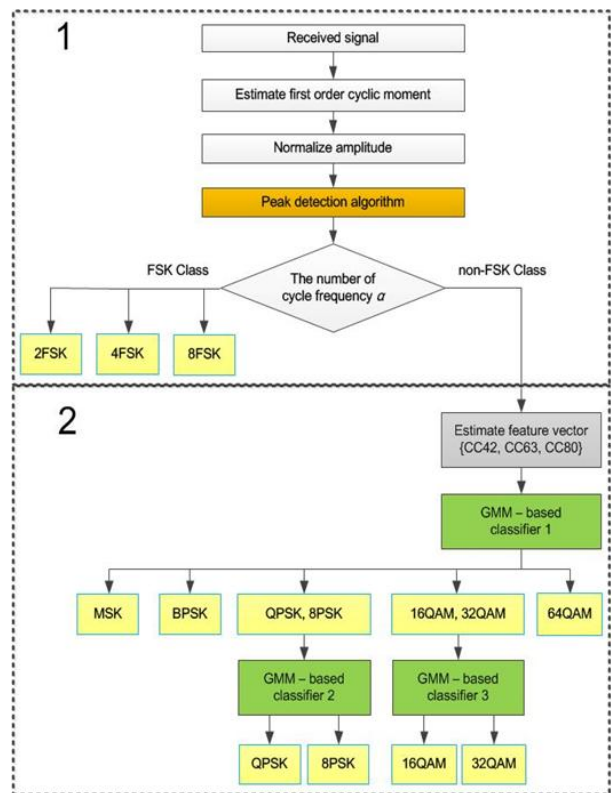 1
Received signal
Estimate first order cyclic moment
Normalize amplitude
Peak detection algorithm
FSK Class
The number of
cycle frequency α
non-FSK Class
2FSK
4FSK
8FSK
2
Estimate feature vector
{CC42, CC63, CC80}
GMM – based
classifier 1
MSK
BPSK
QPSK, 8PSK
16QAM, 32QAM
64QAM
GMM – based
classifier 2
GMM – based
classifier 3
QPSK
8PSK
16QAM
32QAM